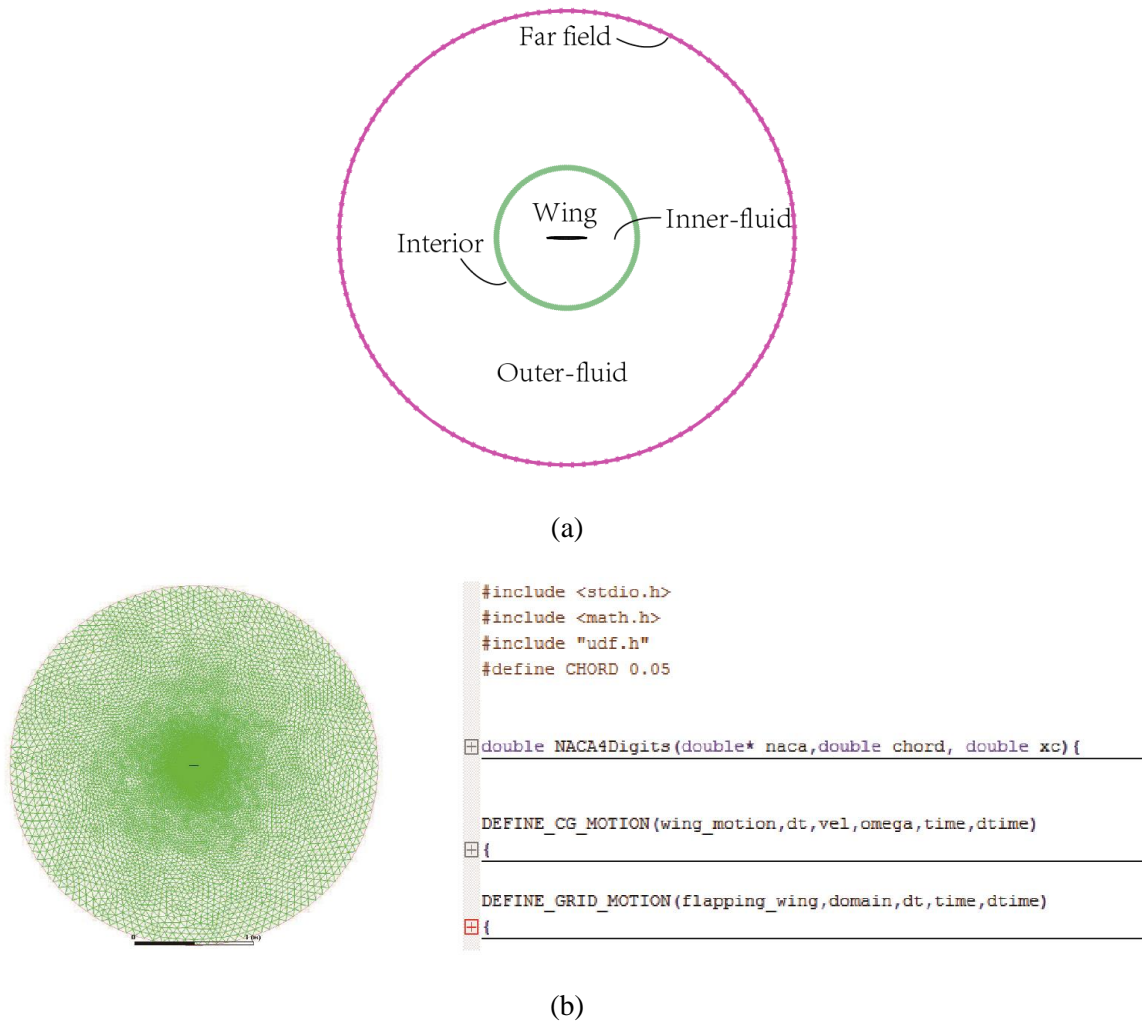 Far field
Wing
Inner-fluid
Interior
Outer-fluid
(a)
#include <stdio.h>
#include <math.h>
#include "udf.h"
#define CHORD 0.05
double NACA4Digits(double* naca,double chord, double xc){
DEFINE_CG_MOTION(wing_motion,dt,vel,omega,time,dtime)
{
DEFINE_GRID_MOTION(flapping_wing,domain,dt,time,dtime)
{
0
(b)